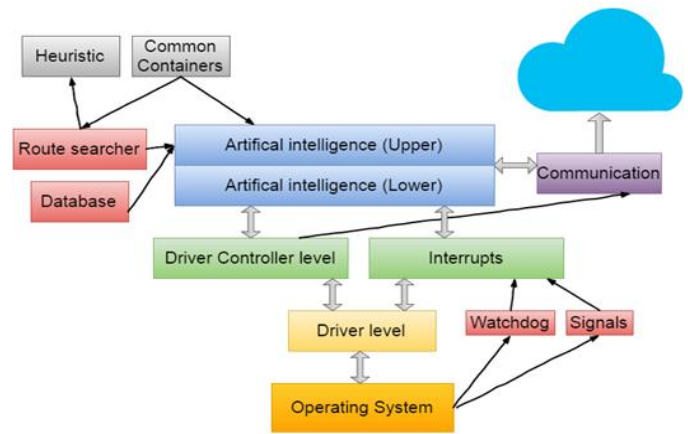 Heuristic
Common
Containers
Route searcher
Artifical intelligence (Upper)
Artifical intelligence (Lower)
Communication
Database
Driver Controller level
Interrupts
Driver level
Watchdog
Signals
Operating System